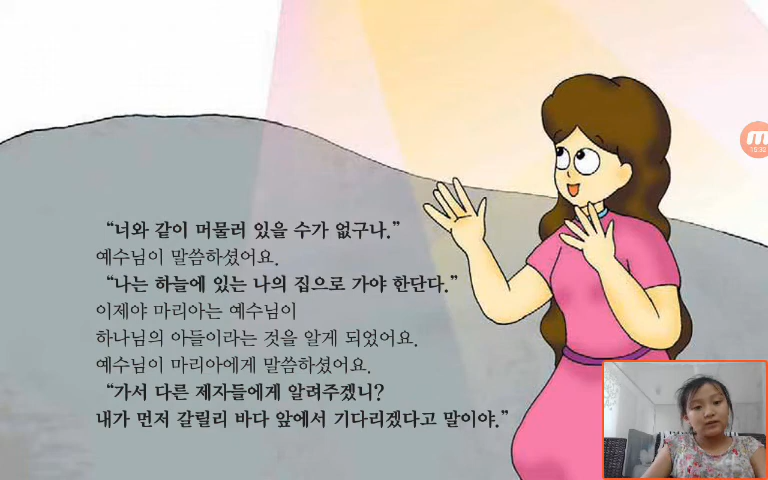 “너와 같이 머물러 있을 수가 없구나.”
예수님이 말씀하셨어요.
“나는 하늘에 있는 나의 집으로 가야 한단다.”
이제야 마리아는 예수님이
하나님의 아들이라는 것을 알게 되었어요.
예수님이 마리아에게 말씀하셨어요.
“가서 다른 제자들에게 알려주겠니?
내가 먼저 갈릴리 바다 앞에서 기다리겠다고 말이야.”